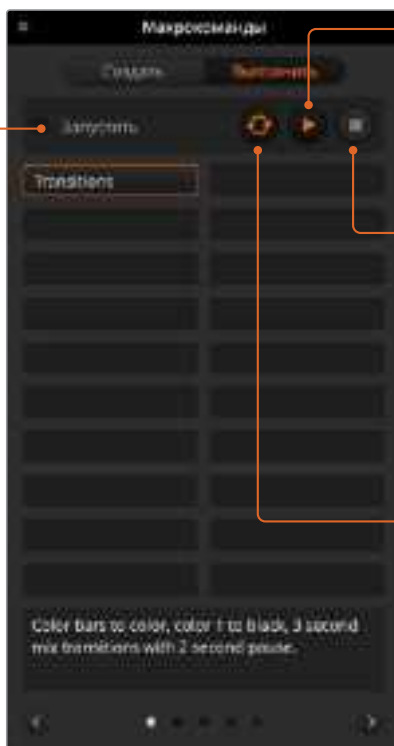 Макрокоманды
Создать Выполнить
Запустить
Transitions
Color bars to color, color 1 to black, 3 second
mix transitions with 2 second pause.